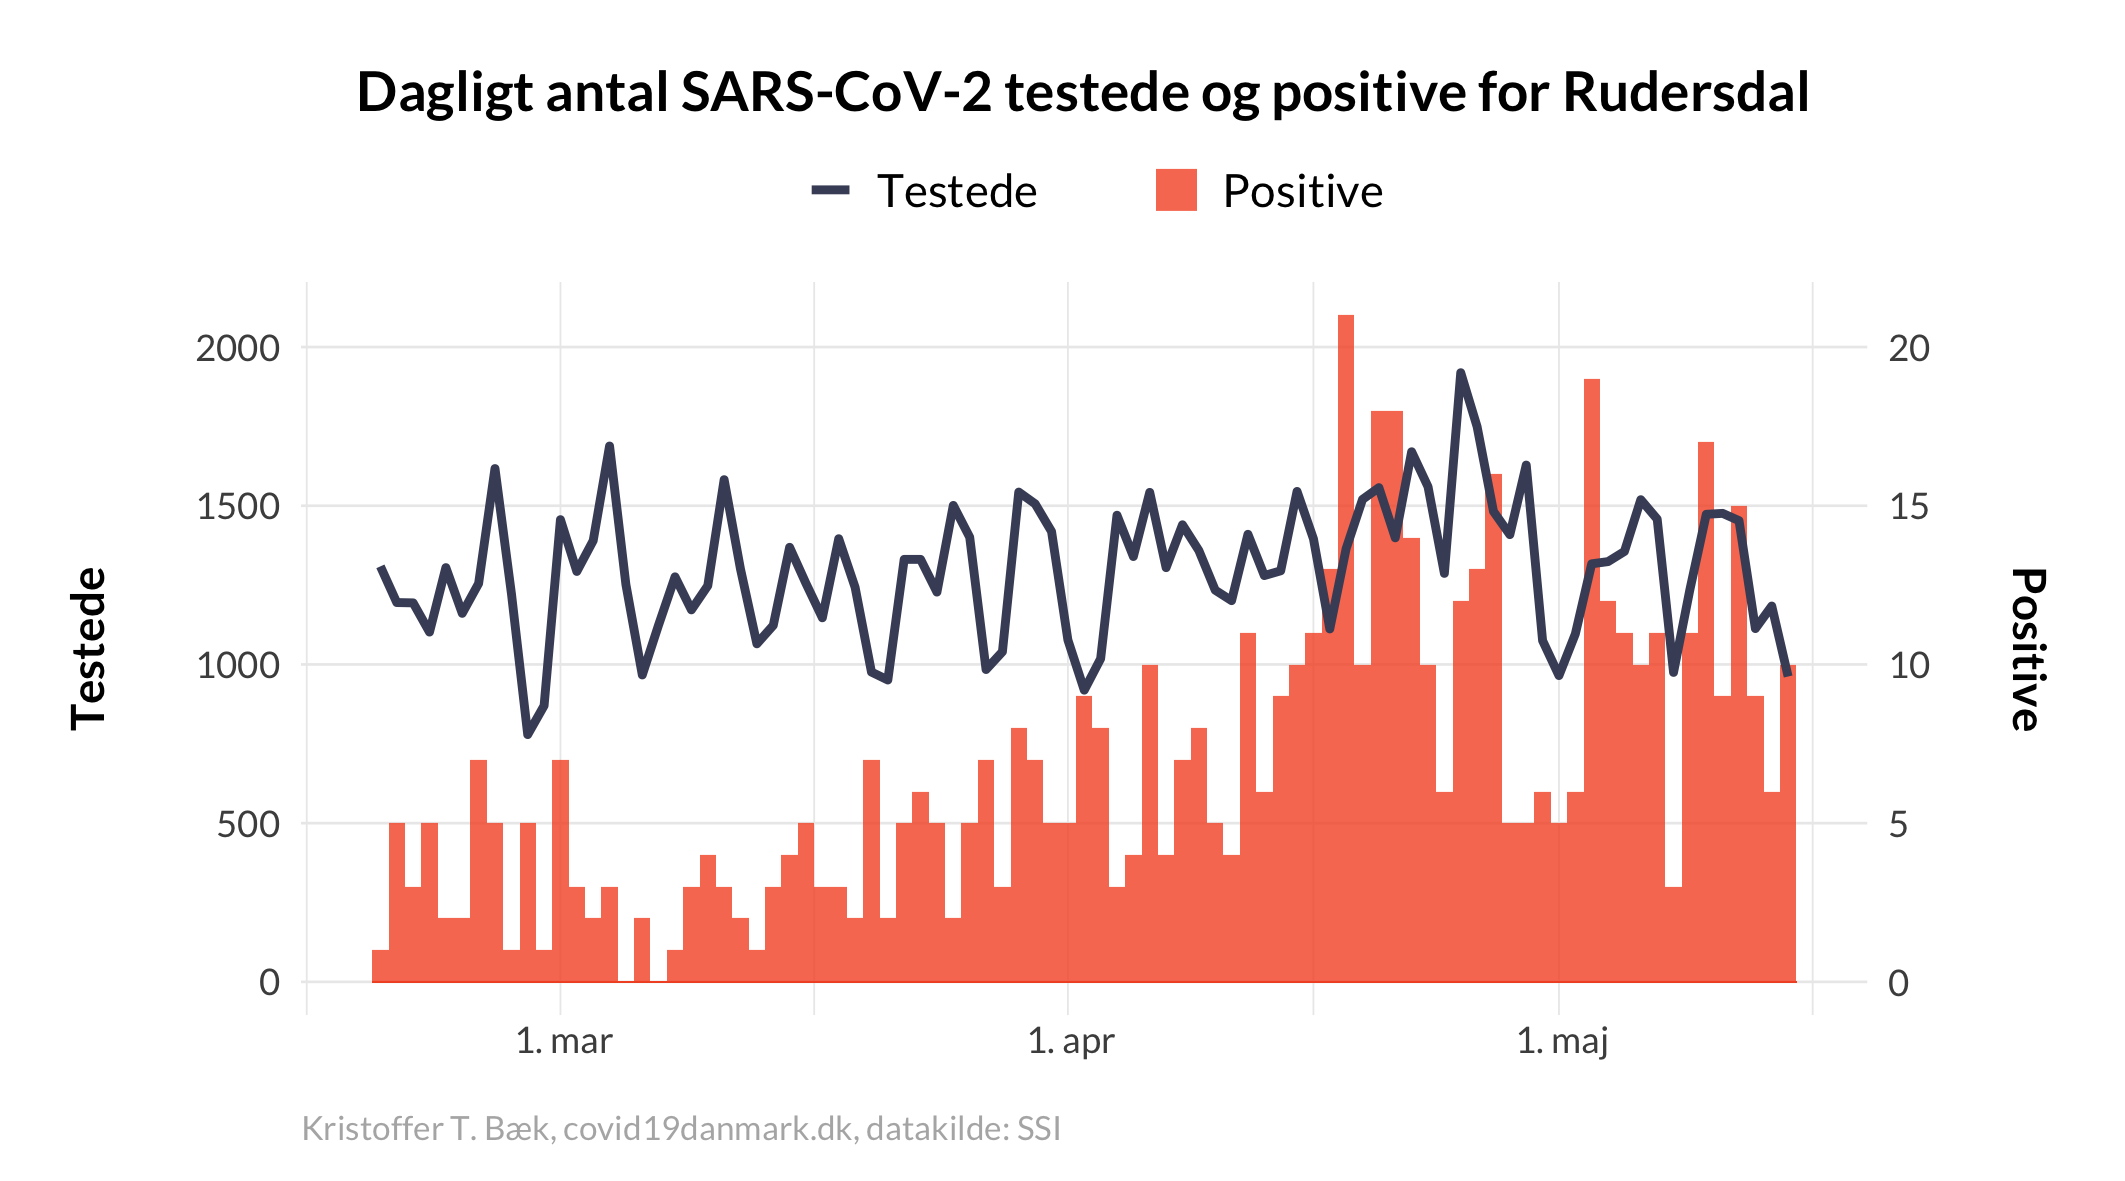 Dagligt antal SARS-CoV-2 testede og positive for Rudersdal
Testede
Positive
2000
1500
1000
500
0
Testede
20
15
10
5
0
Positive
1. mar
1. apr
1. maj
Kristoffer T. Bæk, covid19danmark.dk, datakilde: SSI